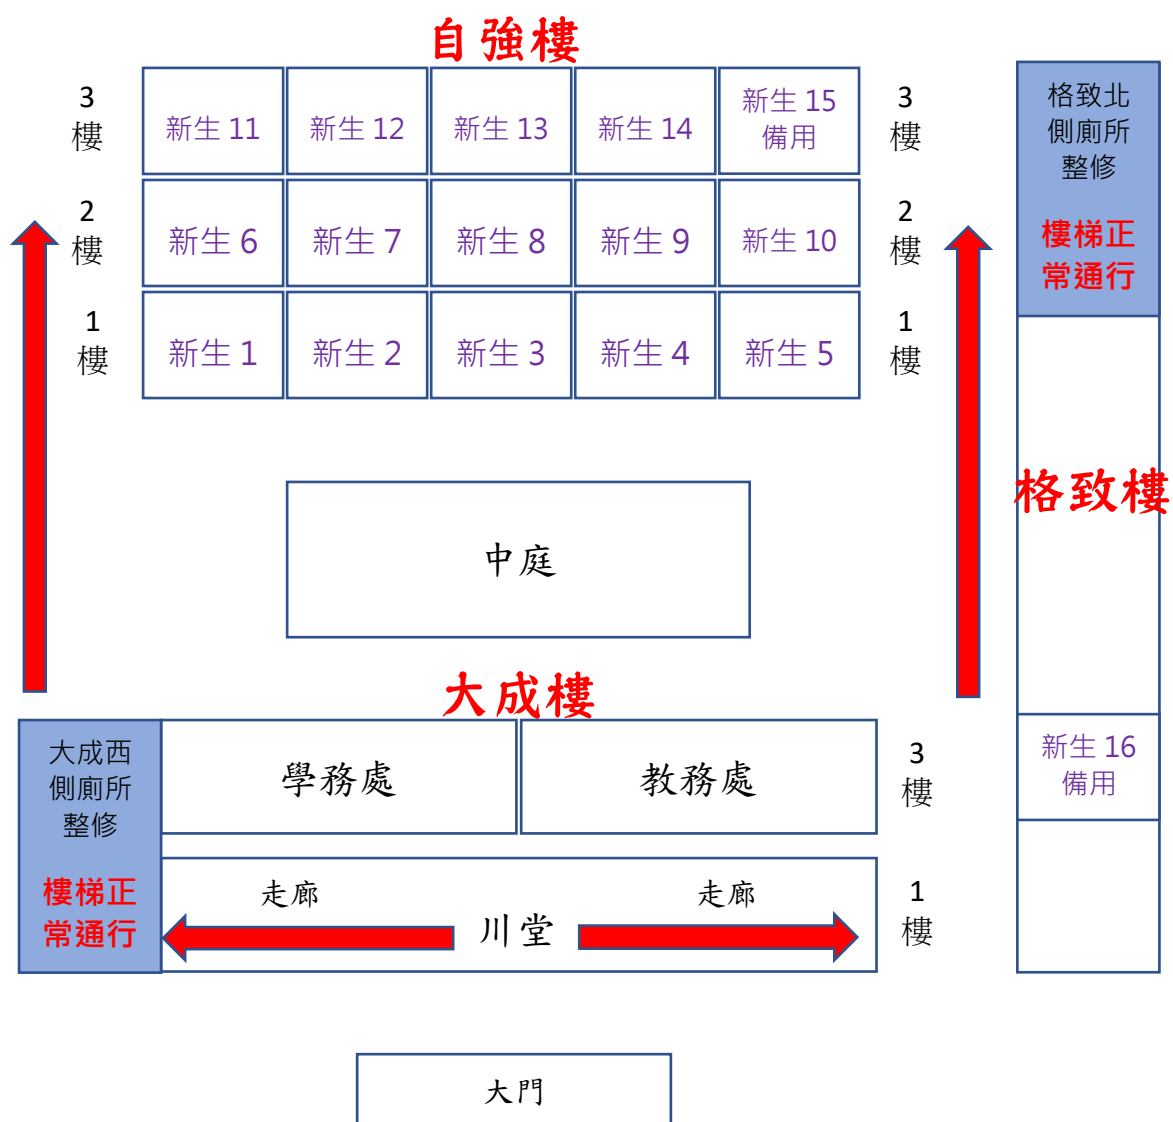 自強樓
3
樓
新生 11
新生 12
新生 13
新生 14
新生 15
備用
3
樓
2
樓
新生 6
新生 7
新生 8
新生 9
新生 10
2
樓
1
樓
新生 1
新生 2
新生 3
新生 4
新生 5
1
樓
格致北
側廁所
整修
樓梯正
常通行
格致樓
中庭
大成樓
大成西
側廁所
整修
樓梯正
常通行
學務處
教務處
3
樓
新生 16
備用
走廊
川堂
走廊
1
樓
大門